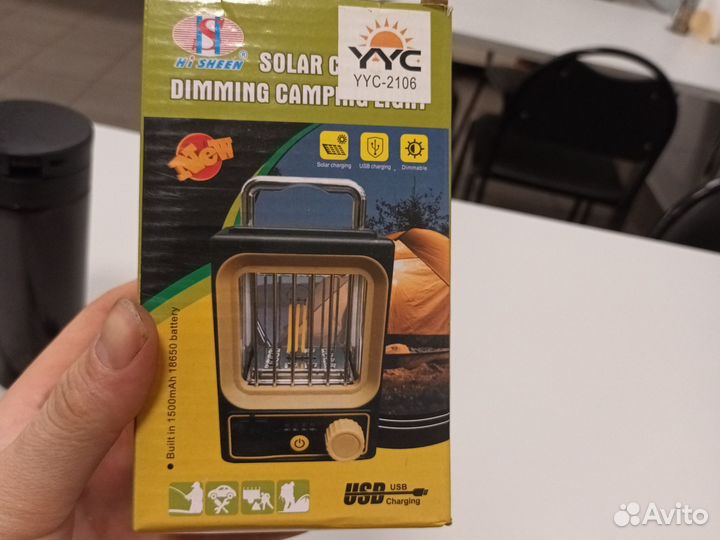 HS
Hi SHEEN ®
SOLAR C
YYC
YYC-2106
DIMMING CAMPING LIGHT
New
Solar charging
USB charging
Dimmable
• Built in 1500mAh 18650 battery
USB
USB
Charging
Avito